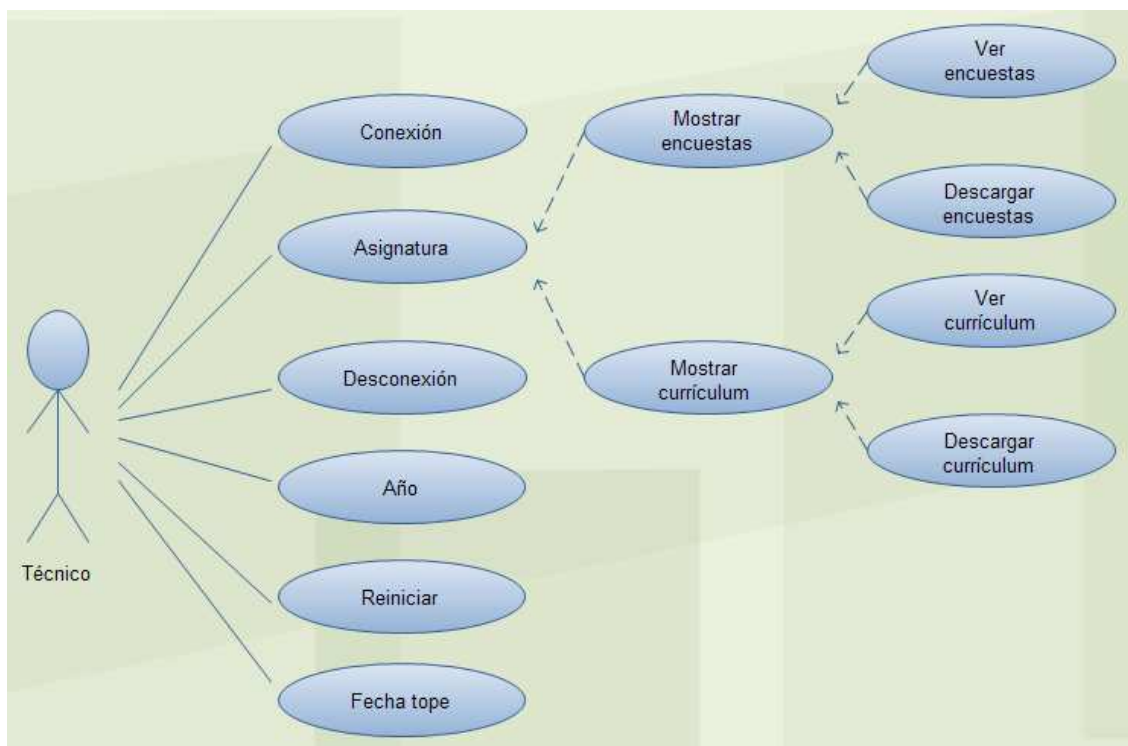 Ver
encuestas
Conexión
Mostrar
encuestas
Descargar
encuestas
Asignatura
Ver
currículum
Desconexión
Mostrar
currículum
Descargar
currículum
Año
Técnico
Reiniciar
Fecha tope